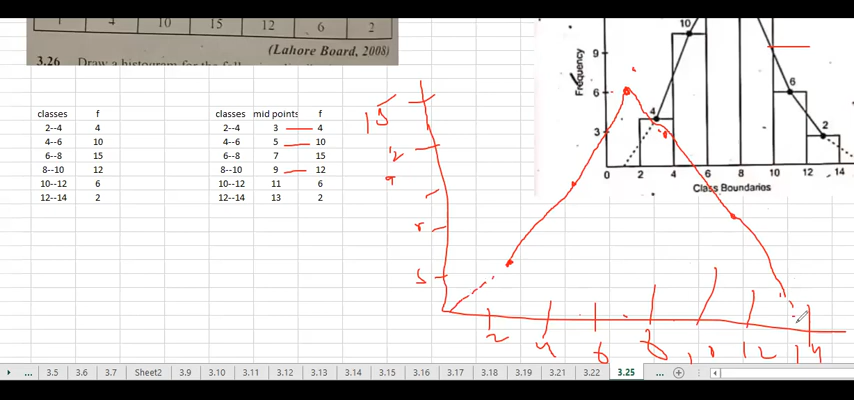 1 4 10 15 12 6 2
(Lahore Board, 2008)
3.26 Draw a histogram for the
classes f
2--4 4
4--6 10
6--8 15
8--10 12
10--12 6
12--14 2
classes mid points f
2--4 3 4
4--6 5 10
6--8 7 15
8--10 9 12
10--12 11 6
12--14 13 2
15
12
9
2 4 6 8 10 12 14
10
4
6
2
Frequency
9
6
3
0 2 4 6 8 10 12 14
Class Boundaries
... 3.5 3.6 3.7 Sheet2 3.9 3.10 3.12 3.13 3.14 3.15 3.16 3.17 3.18 3.19 3.20 3.21 3.22 3.25 ...